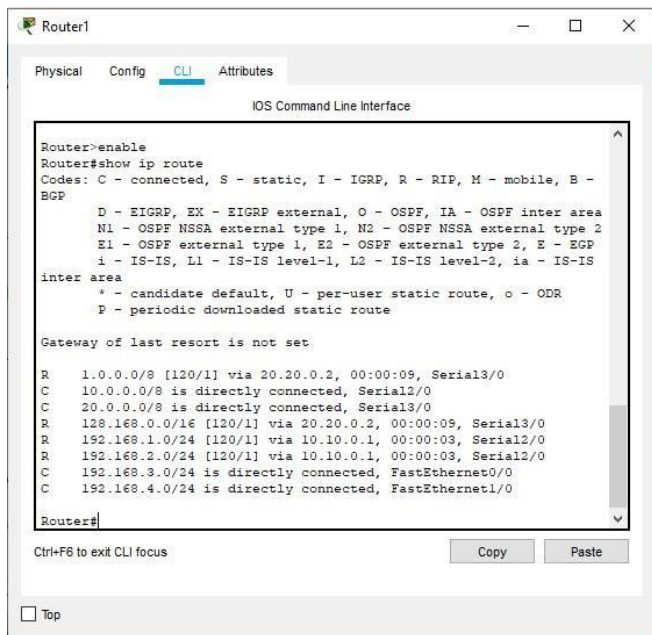 Router1
Physical Config CLI Attributes
IOS Command Line Interface
Router>enable
Router#show ip route
Codes: C - connected, S - static, I - IGRP, R - RIP, M - mobile, B -
BGP
D - EIGRP, EX - EIGRP external, O - OSPF, IA - OSPF inter area
N1 - OSPF NSSA external type 1, N2 - OSPF NSSA external type 2
E1 - OSPF external type 1, E2 - OSPF external type 2, E - EGP
i - IS-IS, L1 - IS-IS level-1, L2 - IS-IS level-2, ia - IS-IS
inter area
* - candidate default, U - per-user static route, o - ODR
P - periodic downloaded static route
Gateway of last resort is not set
R 1.0.0.0/8 [120/1] via 20.20.0.2, 00:00:09, Serial3/0
C 10.0.0.0/8 is directly connected, Serial2/0
C 20.0.0.0/8 is directly connected, Serial3/0
R 128.168.0.0/16 [120/1] via 20.20.0.2, 00:00:09, Serial3/0
R 192.168.1.0/24 [120/1] via 10.10.0.1, 00:00:03, Serial2/0
R 192.168.2.0/24 [120/1] via 10.10.0.1, 00:00:03, Serial2/0
C 192.168.3.0/24 is directly connected, FastEthernet0/0
C 192.168.4.0/24 is directly connected, FastEthernet1/0
Router#
Ctrl+F6 to exit CLI focus Copy Paste
Top